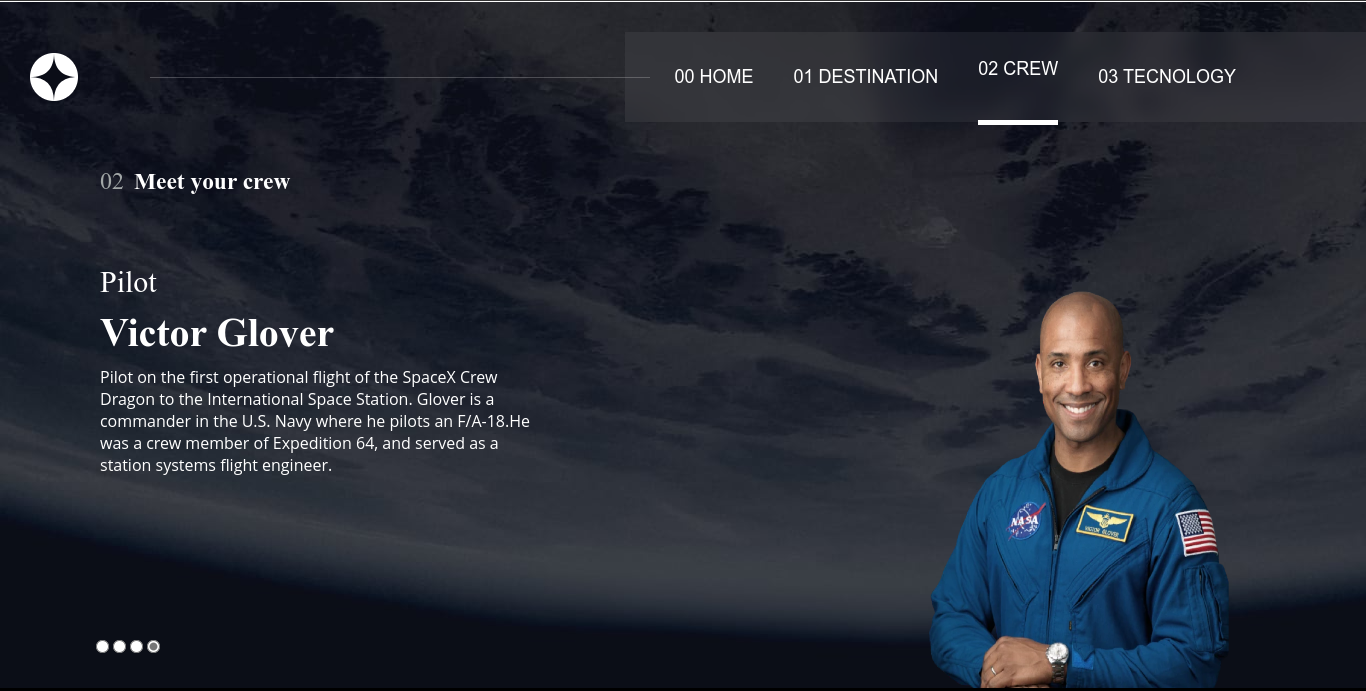 00 HOME 01 DESTINATION 02 CREW 03 TECNOLOGY
02 Meet your crew
Pilot
Victor Glover
Pilot on the first operational flight of the SpaceX Crew
Dragon to the International Space Station. Glover is a
commander in the U.S. Navy where he pilots an F/A-18.He
was a crew member of Expedition 64, and served as a
station systems flight engineer.
NASA
VICTOR GLOVER